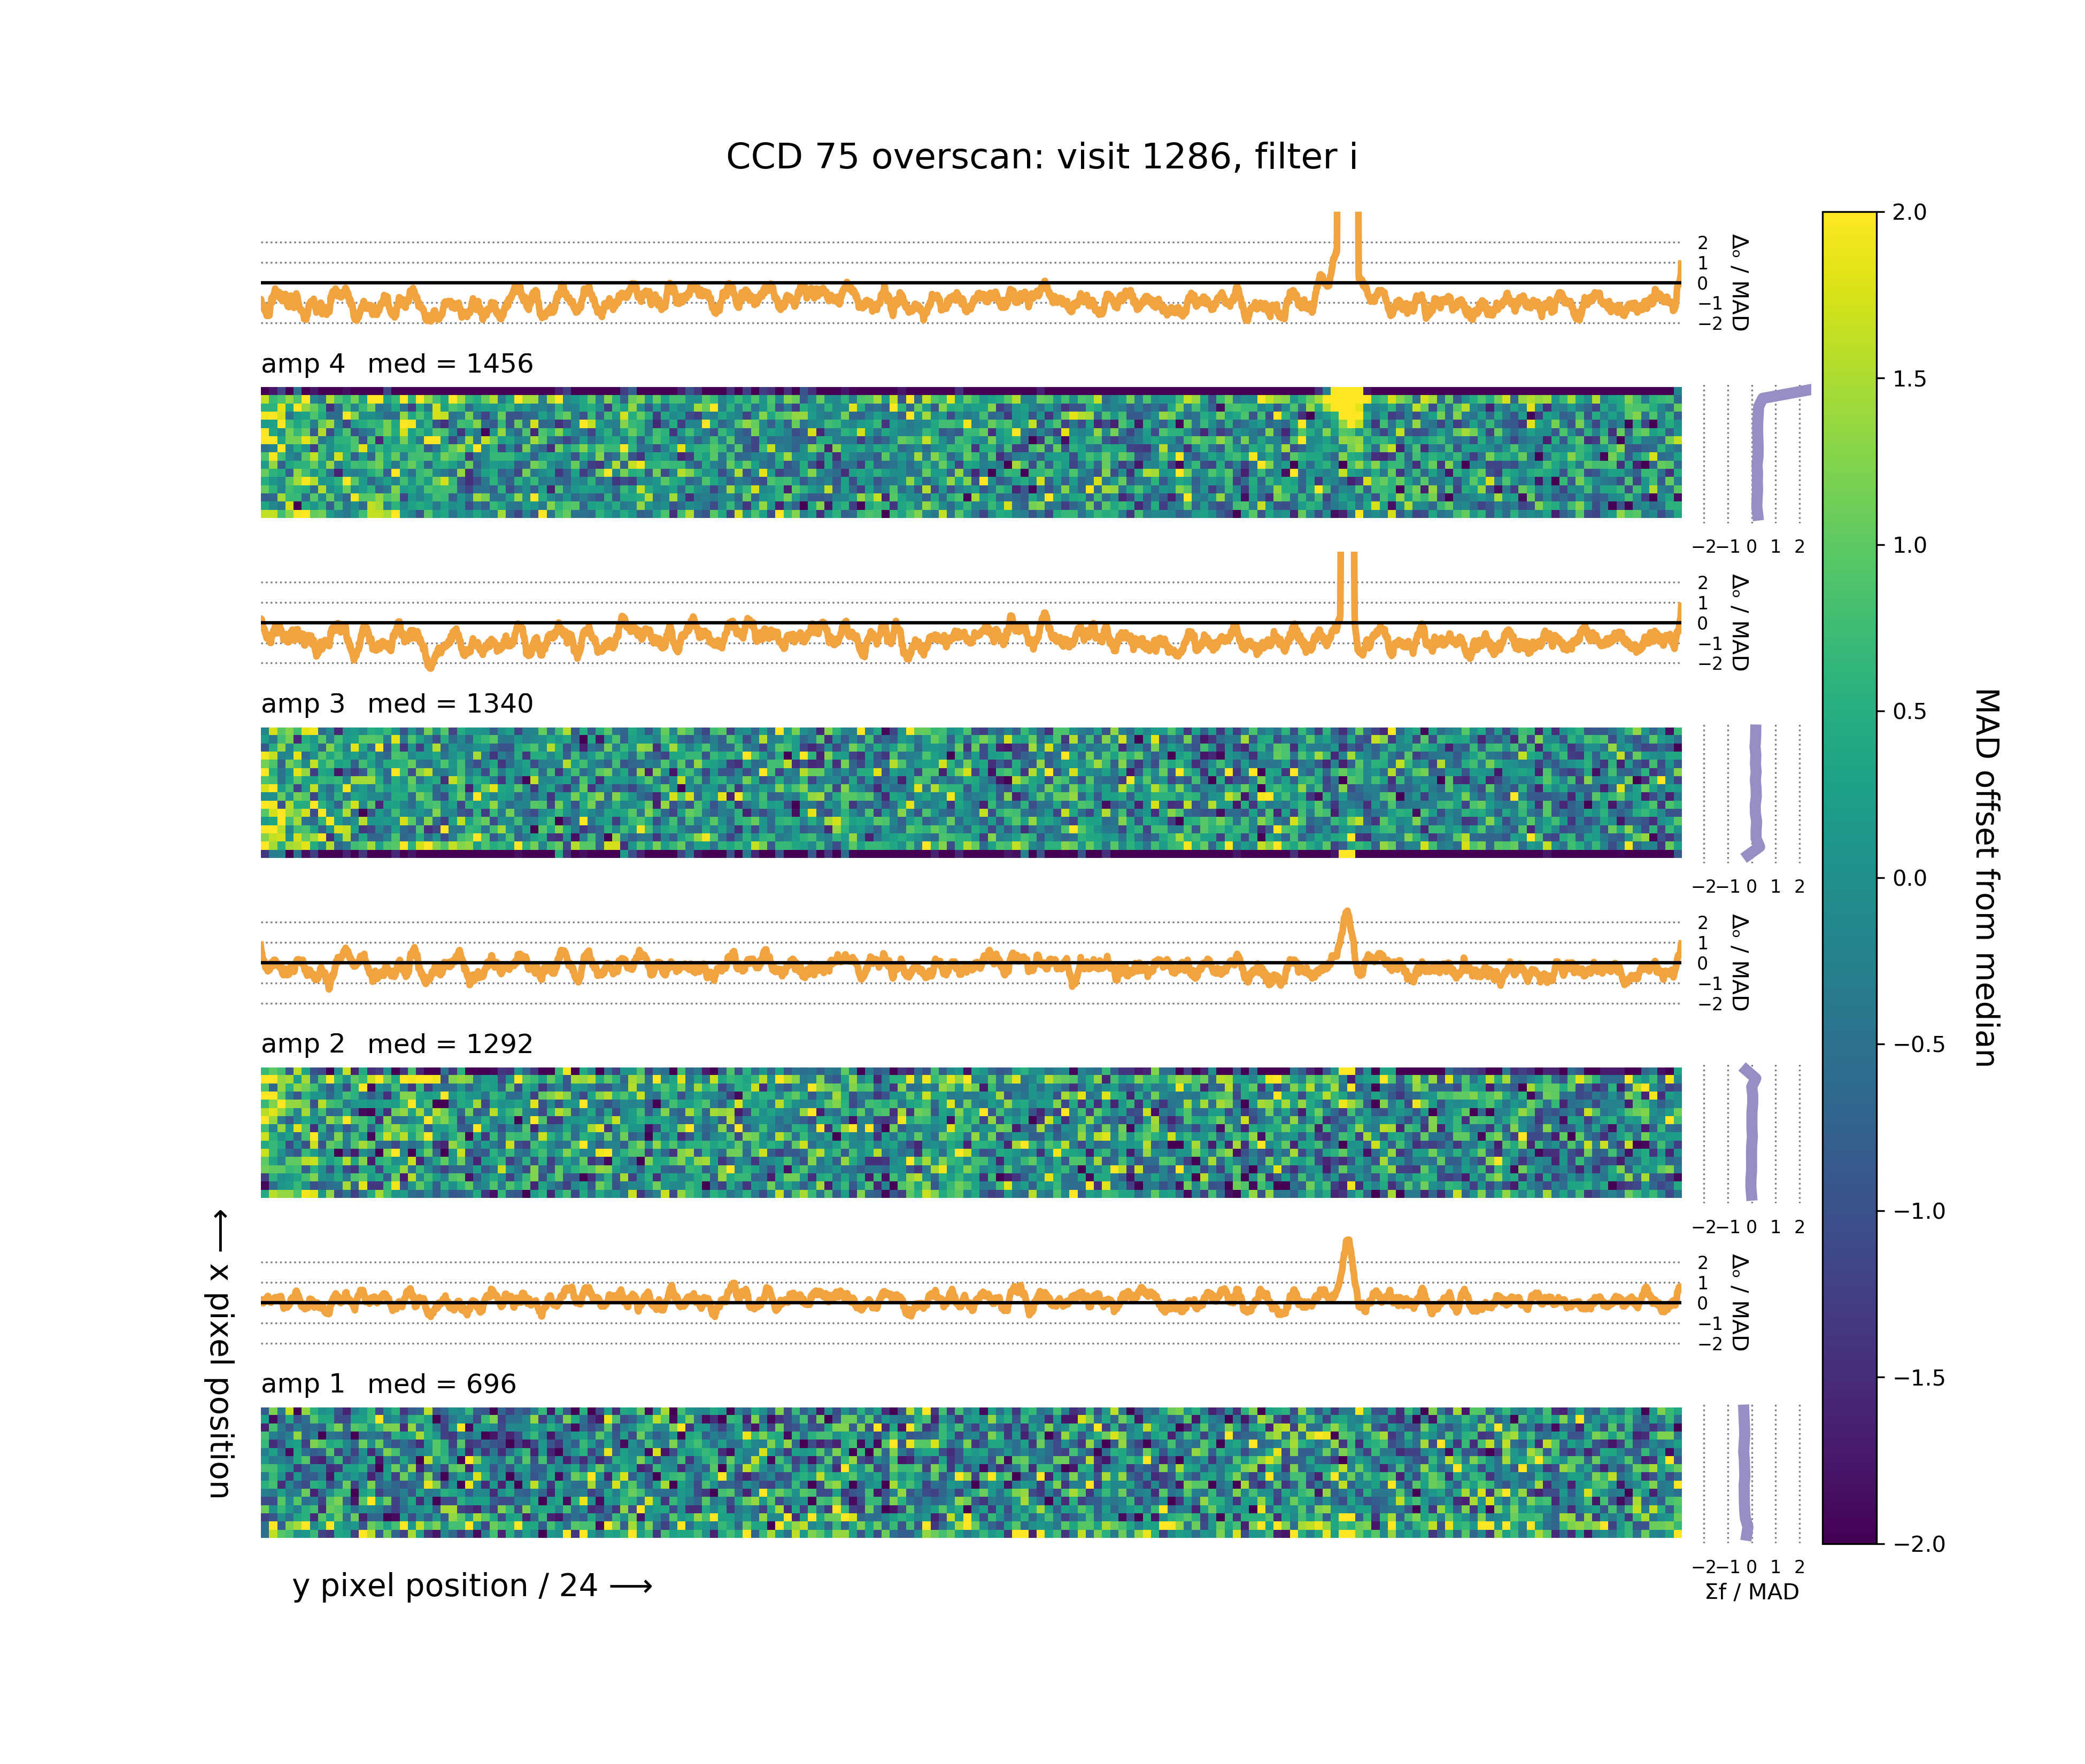 CCD 75 overscan: visit 1286, filter i
2
1
0
−1
−2
Δₒ / MAD
amp 4 med = 1456
−2 −1 0 1 2
2
1
0
−1
−2
Δₒ / MAD
amp 3 med = 1340
−2 −1 0 1 2
2
1
0
−1
−2
Δₒ / MAD
amp 2 med = 1292
−2 −1 0 1 2
2
1
0
−1
−2
Δₒ / MAD
amp 1 med = 696
−2 −1 0 1 2
Σf / MAD
y pixel position / 24 ⟶
⟵ x pixel position
2.0
1.5
1.0
0.5
0.0
−0.5
−1.0
−1.5
−2.0
MAD offset from median